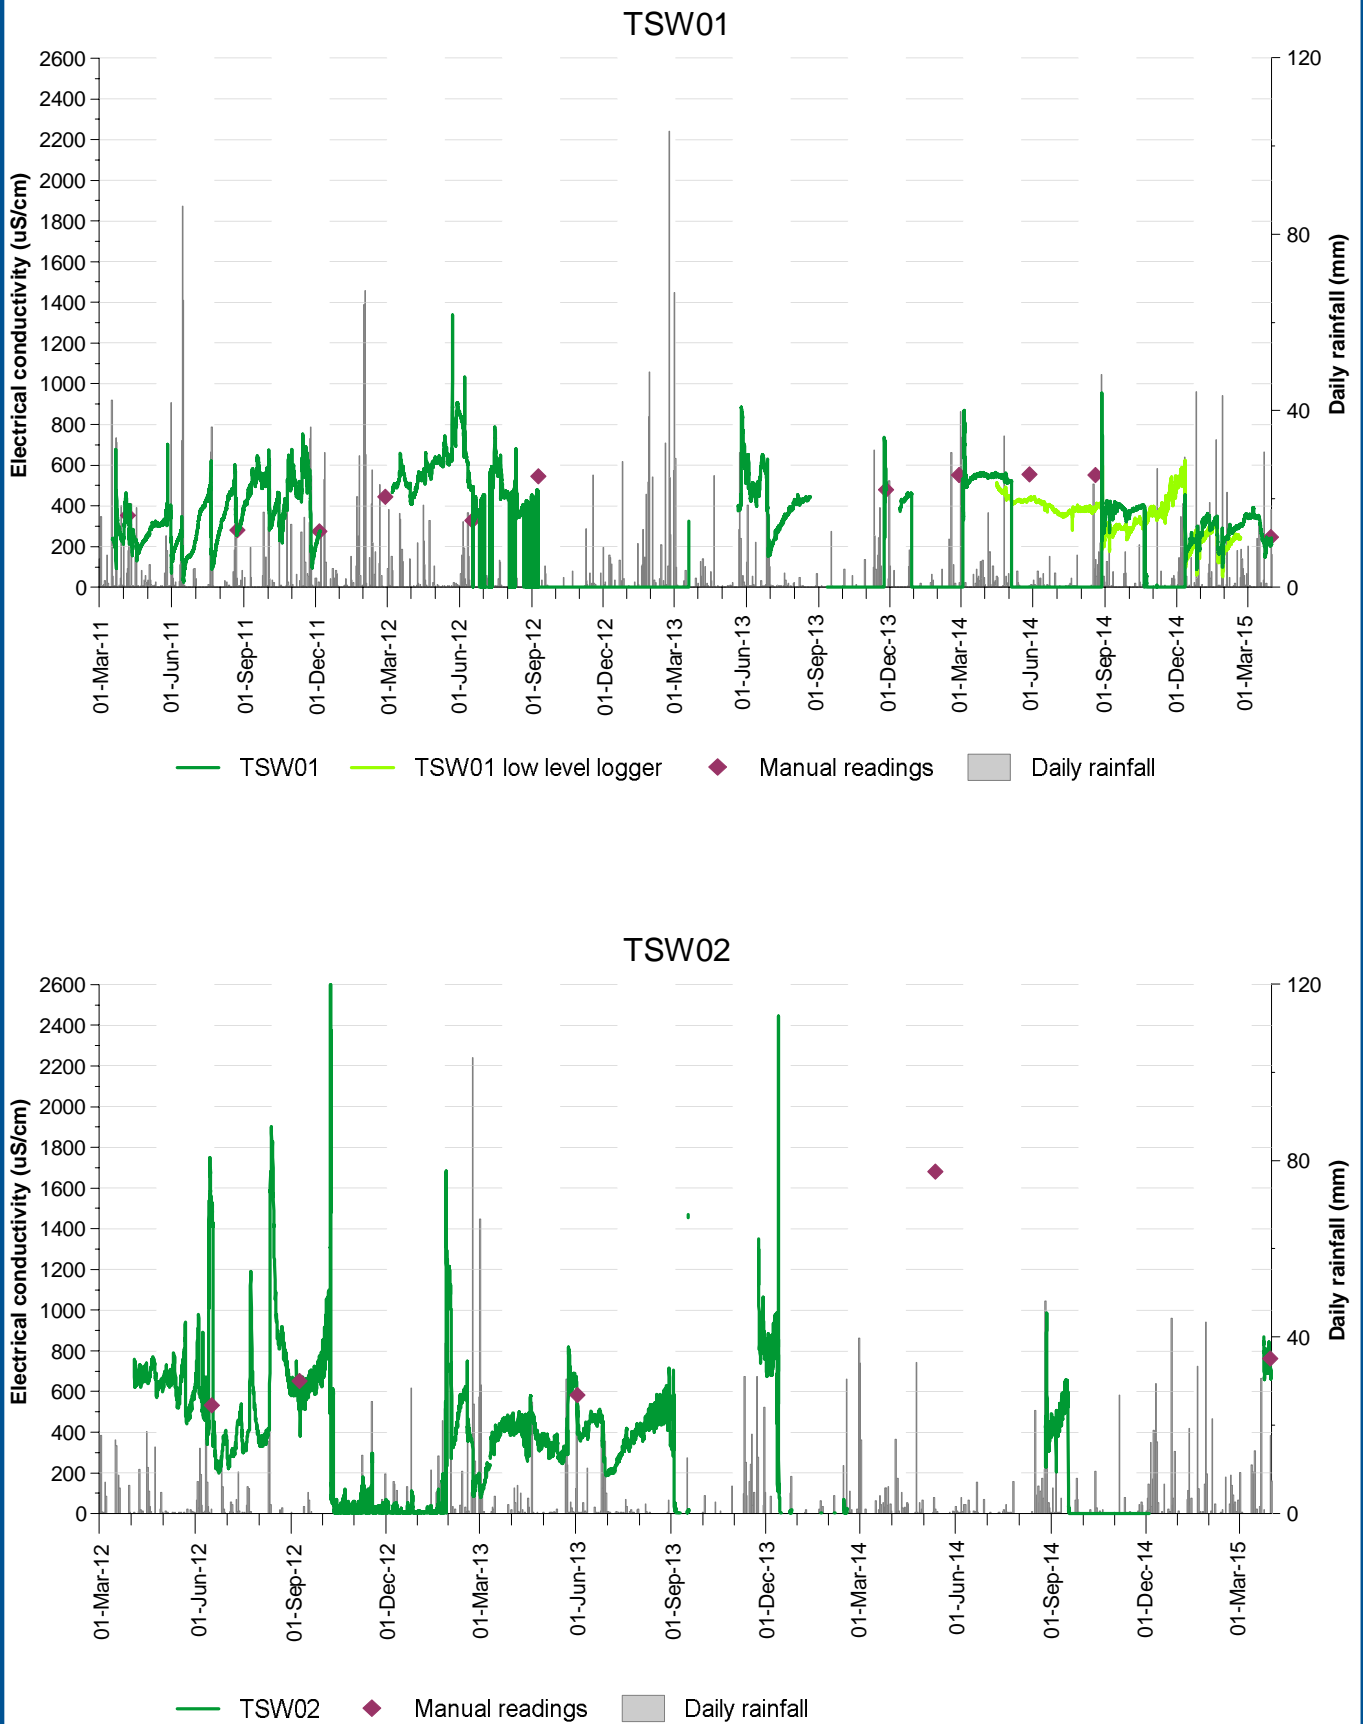 TSW01
2600
2400
2200
2000
1800
1600
1400
1200
1000
800
600
400
200
0
Electrical conductivity (uS/cm)
120
80
40
0
Daily rainfall (mm)
01-Mar-11
01-Jun-11
01-Sep-11
01-Dec-11
01-Mar-12
01-Jun-12
01-Sep-12
01-Dec-12
01-Mar-13
01-Jun-13
01-Sep-13
01-Dec-13
01-Mar-14
01-Jun-14
01-Sep-14
01-Dec-14
01-Mar-15
TSW01 TSW01 low level logger Manual readings Daily rainfall
TSW02
2600
2400
2200
2000
1800
1600
1400
1200
1000
800
600
400
200
0
Electrical conductivity (uS/cm)
120
80
40
0
Daily rainfall (mm)
01-Mar-12
01-Jun-12
01-Sep-12
01-Dec-12
01-Mar-13
01-Jun-13
01-Sep-13
01-Dec-13
01-Mar-14
01-Jun-14
01-Sep-14
01-Dec-14
01-Mar-15
TSW02 Manual readings Daily rainfall